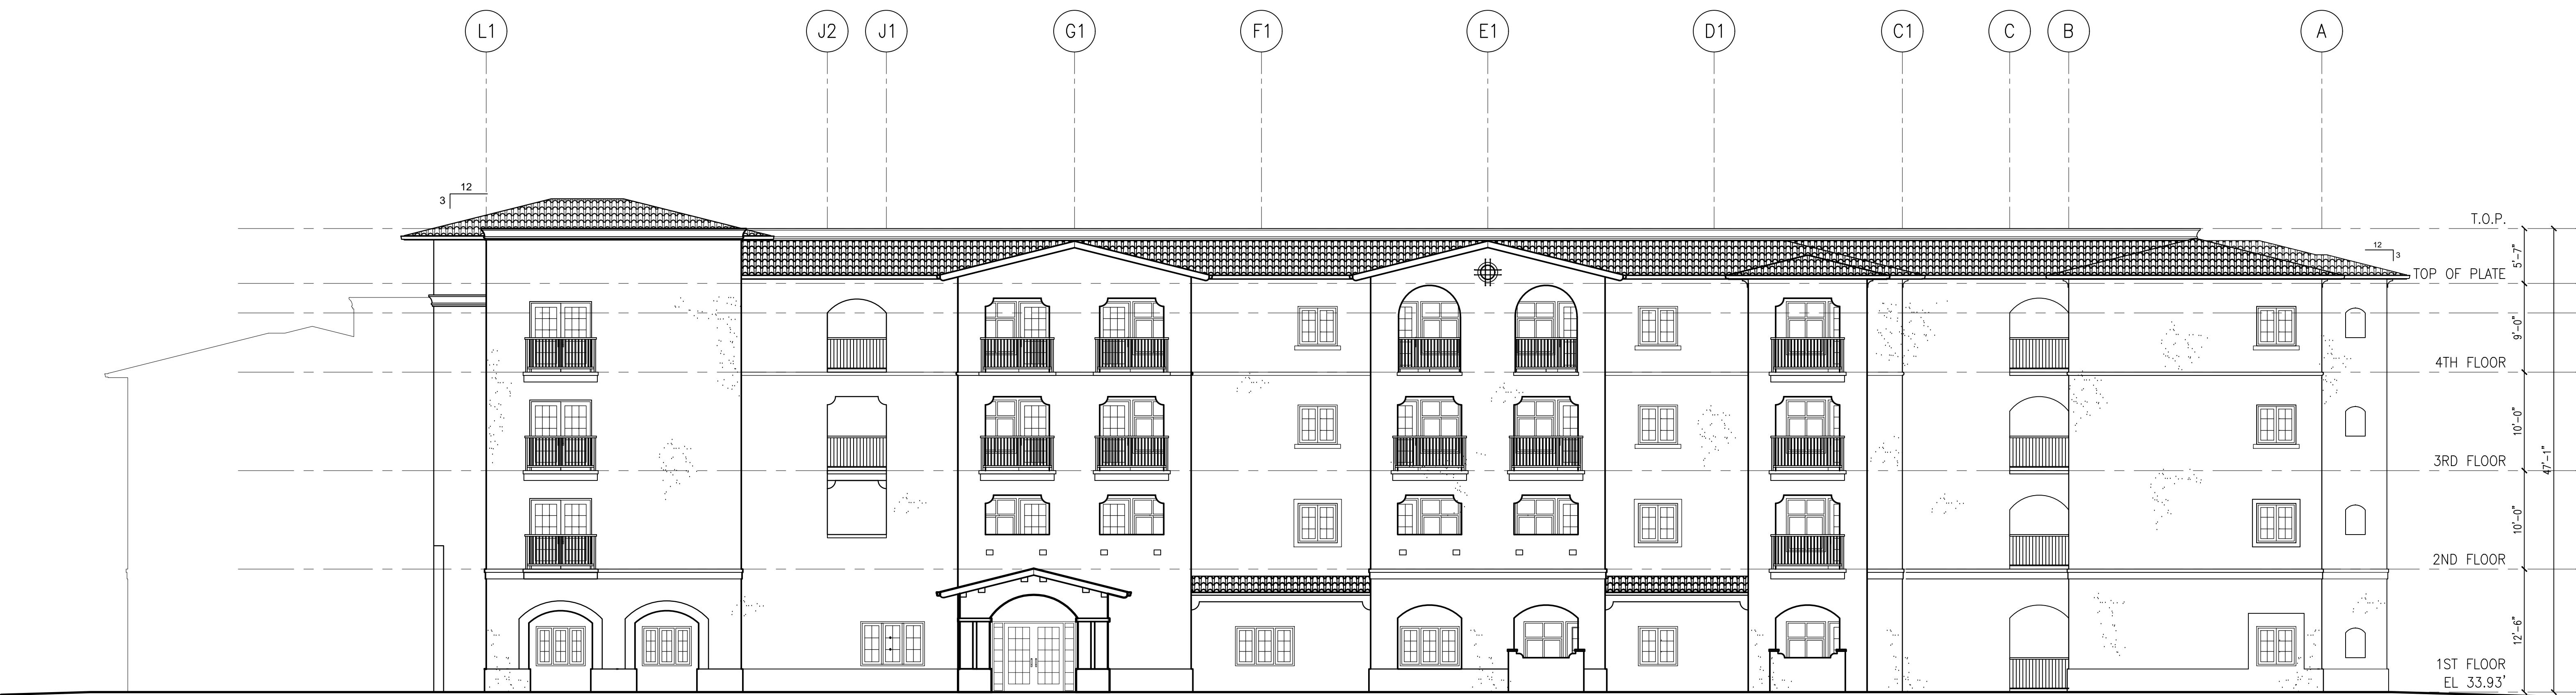 L1 J2 J1 G1 F1 E1 D1 C1 C B A
12
3
T.O.P.
12
3
5'-7"
TOP OF PLATE
9'-0"
4TH FLOOR
10'-0"
3RD FLOOR
47'-1"
10'-0"
2ND FLOOR
12'-6"
1ST FLOOR
EL 33.93'